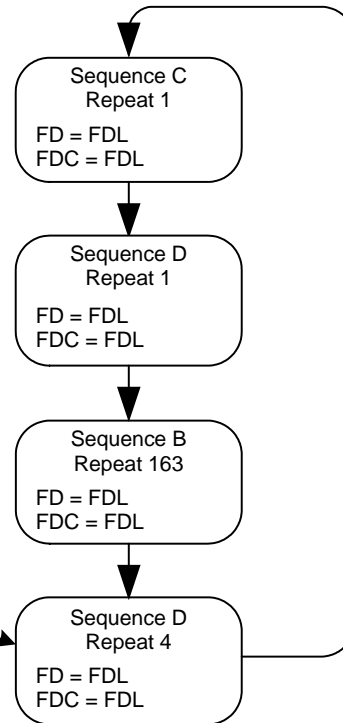 Sequence C
Repeat 1
FD = FDL
FDC = FDL
Sequence D
Repeat 1
FD = FDL
FDC = FDL
Sequence B
Repeat 163
FD = FDL
FDC = FDL
Sequence D
Repeat 4
FD = FDL
FDC = FDL